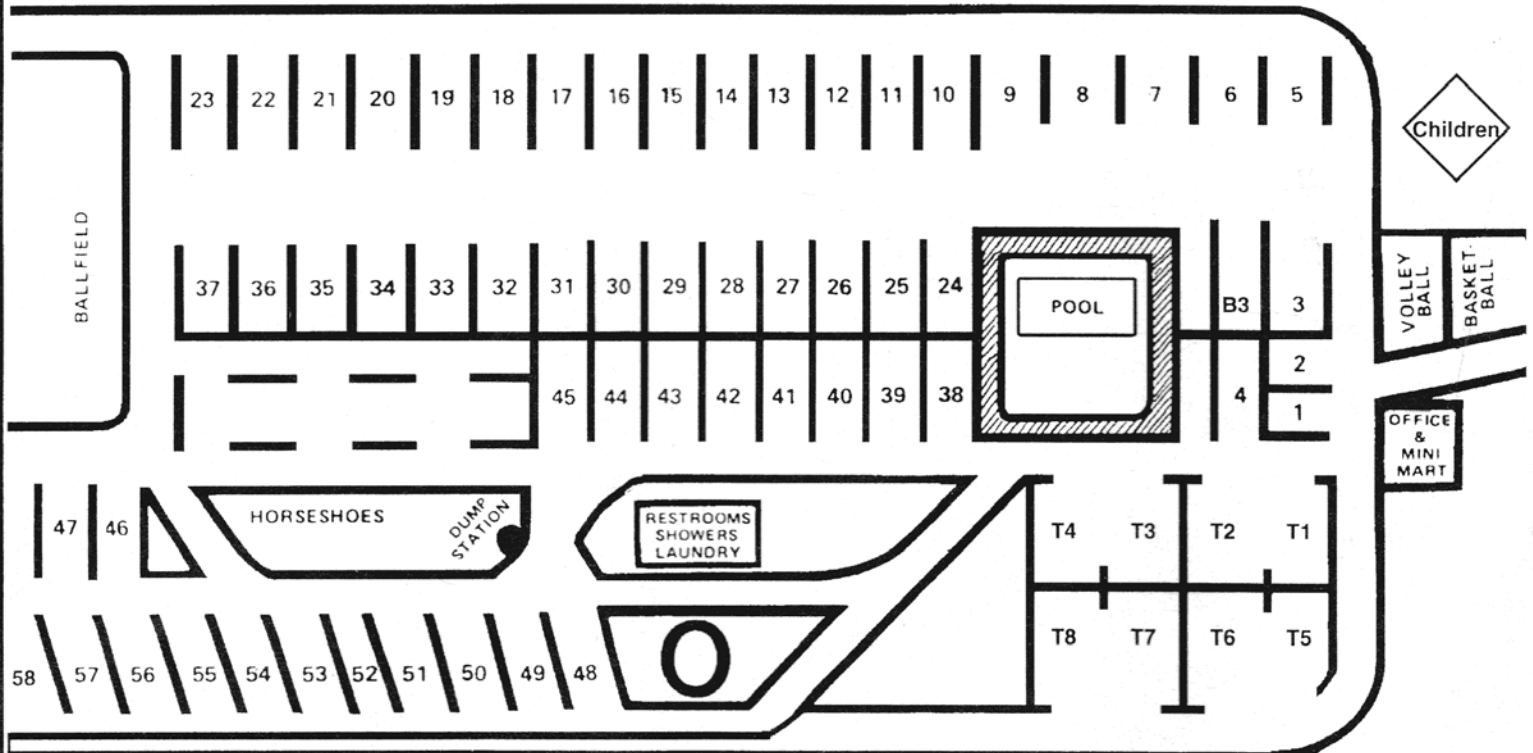 23 22 21 20 19 18 17 16 15 14 13 12 11 10 9 8 7 6 5
Children
BALLFIELD
37 36 35 34 33 32 31 30 29 28 27 26 25 24
POOL
B3 3
VOLLEY
BALL
BASKET-
BALL
2
45 44 43 42 41 40 39 38
4
1
OFFICE
&
MINI
MART
47 46
HORSESHOES
DUMP
STATION
RESTROOMS
SHOWERS
LAUNDRY
T4 T3 T2 T1
T8 T7 T6 T5
58 57 56 55 54 53 52 51 50 49 48